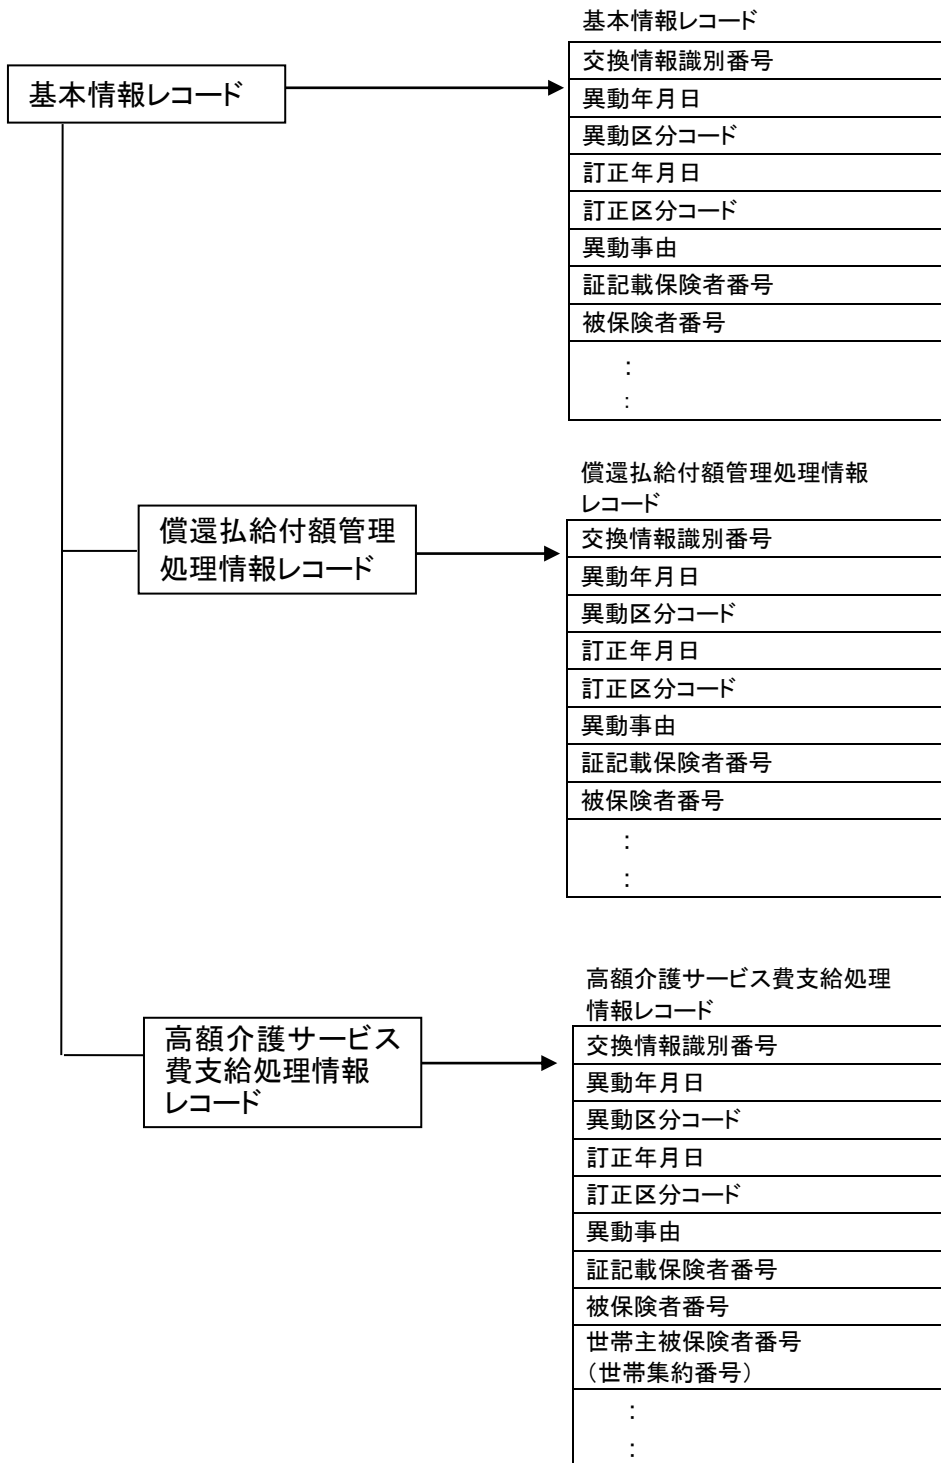 基本情報レコード
基本情報レコード
交換情報識別番号
異動年月日
異動区分コード
訂正年月日
訂正区分コード
異動事由
証記載保険者番号
被保険者番号
:
:
償還払給付額管理
処理情報レコード
償還払給付額管理処理情報
レコード
交換情報識別番号
異動年月日
異動区分コード
訂正年月日
訂正区分コード
異動事由
証記載保険者番号
被保険者番号
:
:
高額介護サービス
費支給処理情報
レコード
高額介護サービス費支給処理
情報レコード
交換情報識別番号
異動年月日
異動区分コード
訂正年月日
訂正区分コード
異動事由
証記載保険者番号
被保険者番号
世帯主被保険者番号
（世帯集約番号）
:
: